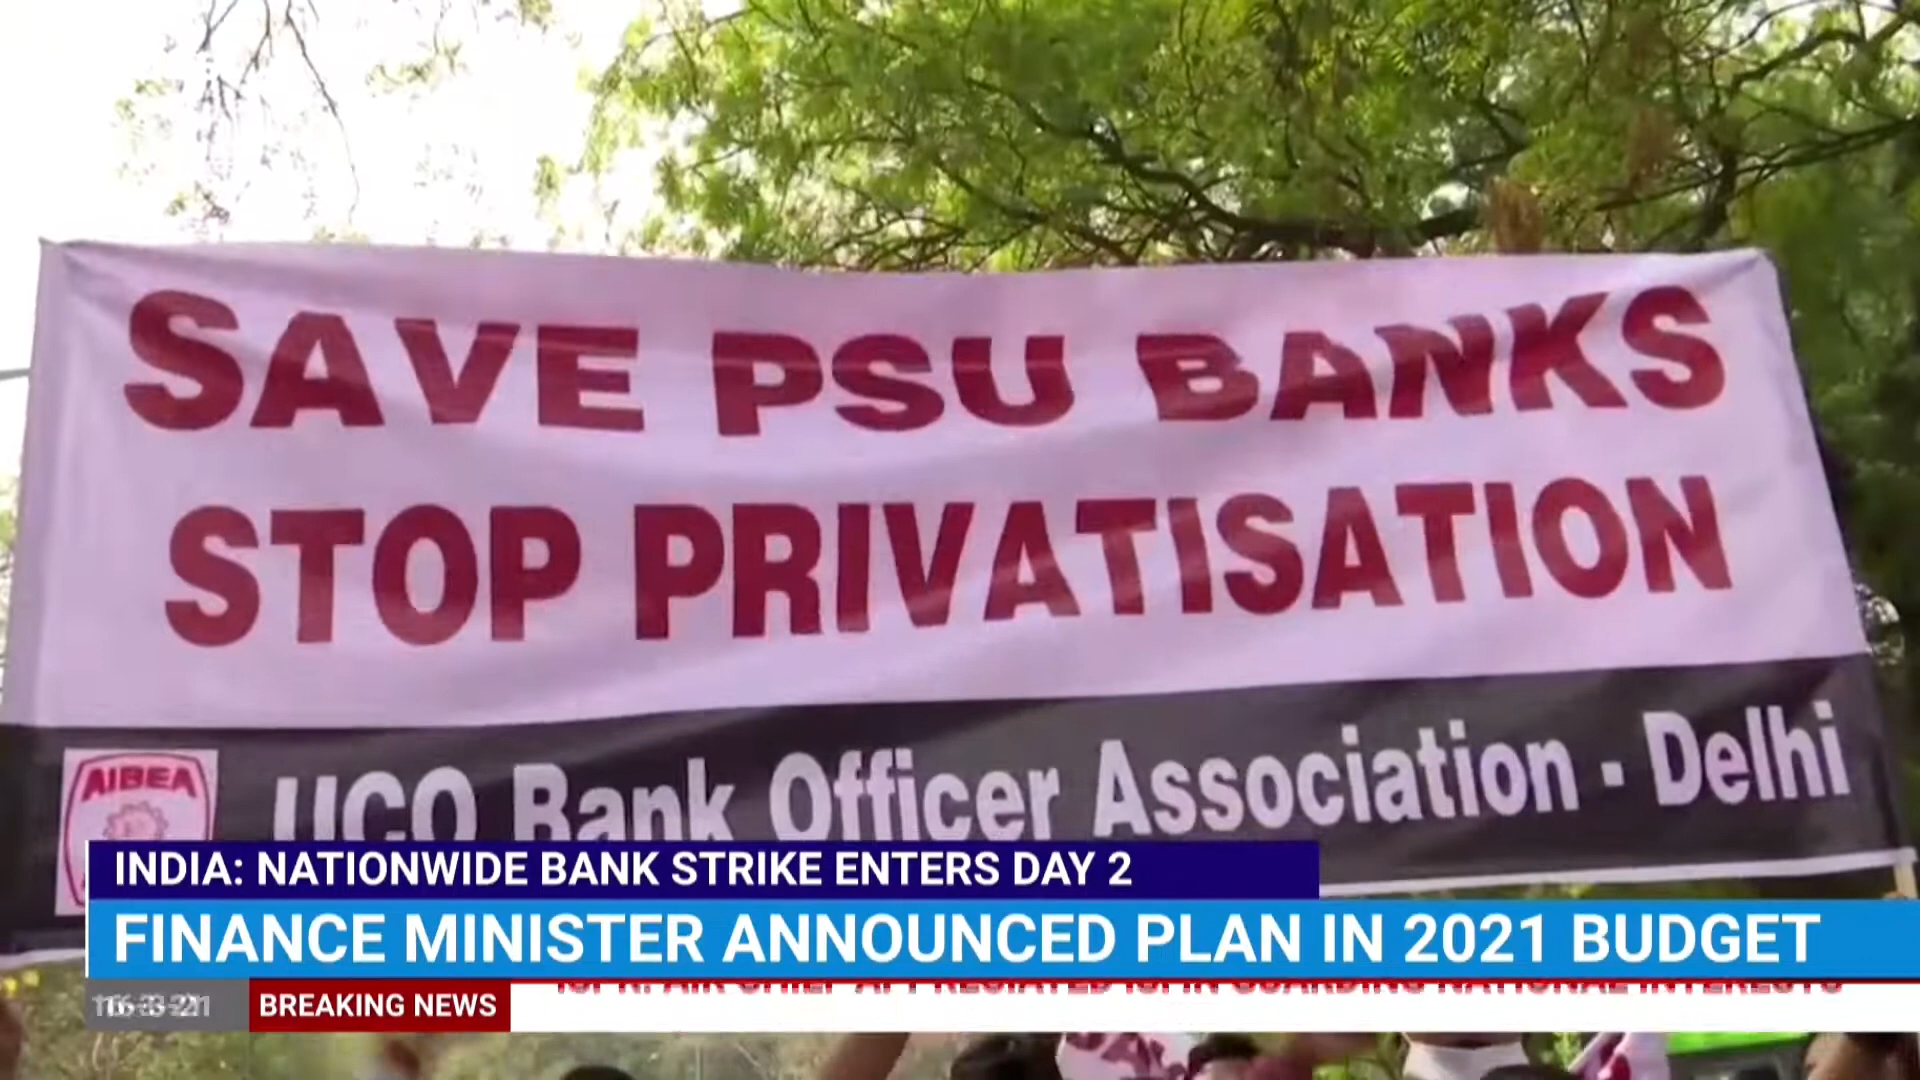 SAVE PSU BANKS
STOP PRIVATISATION
AIBEA
UCO Bank Officer Association - Delhi
INDIA: NATIONWIDE BANK STRIKE ENTERS DAY 2
FINANCE MINISTER ANNOUNCED PLAN IN 2021 BUDGET
BREAKING NEWS